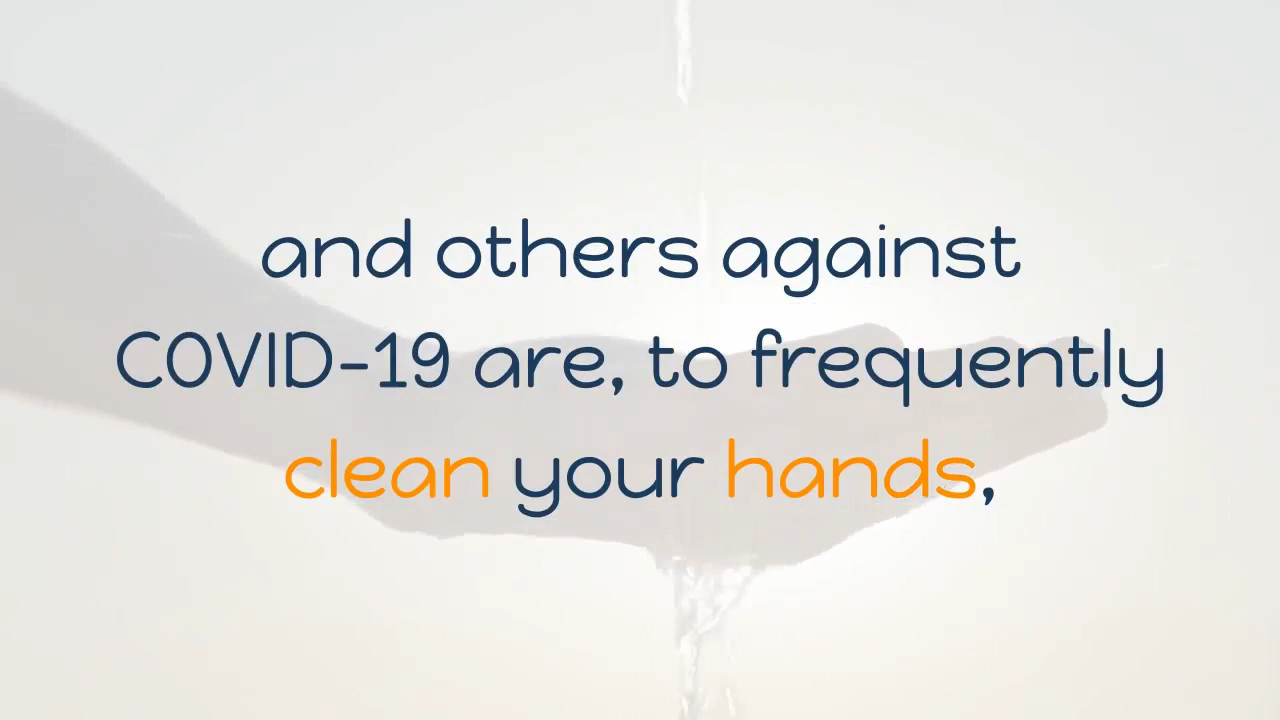 and others against
COVID-19 are, to frequently
clean your hands,